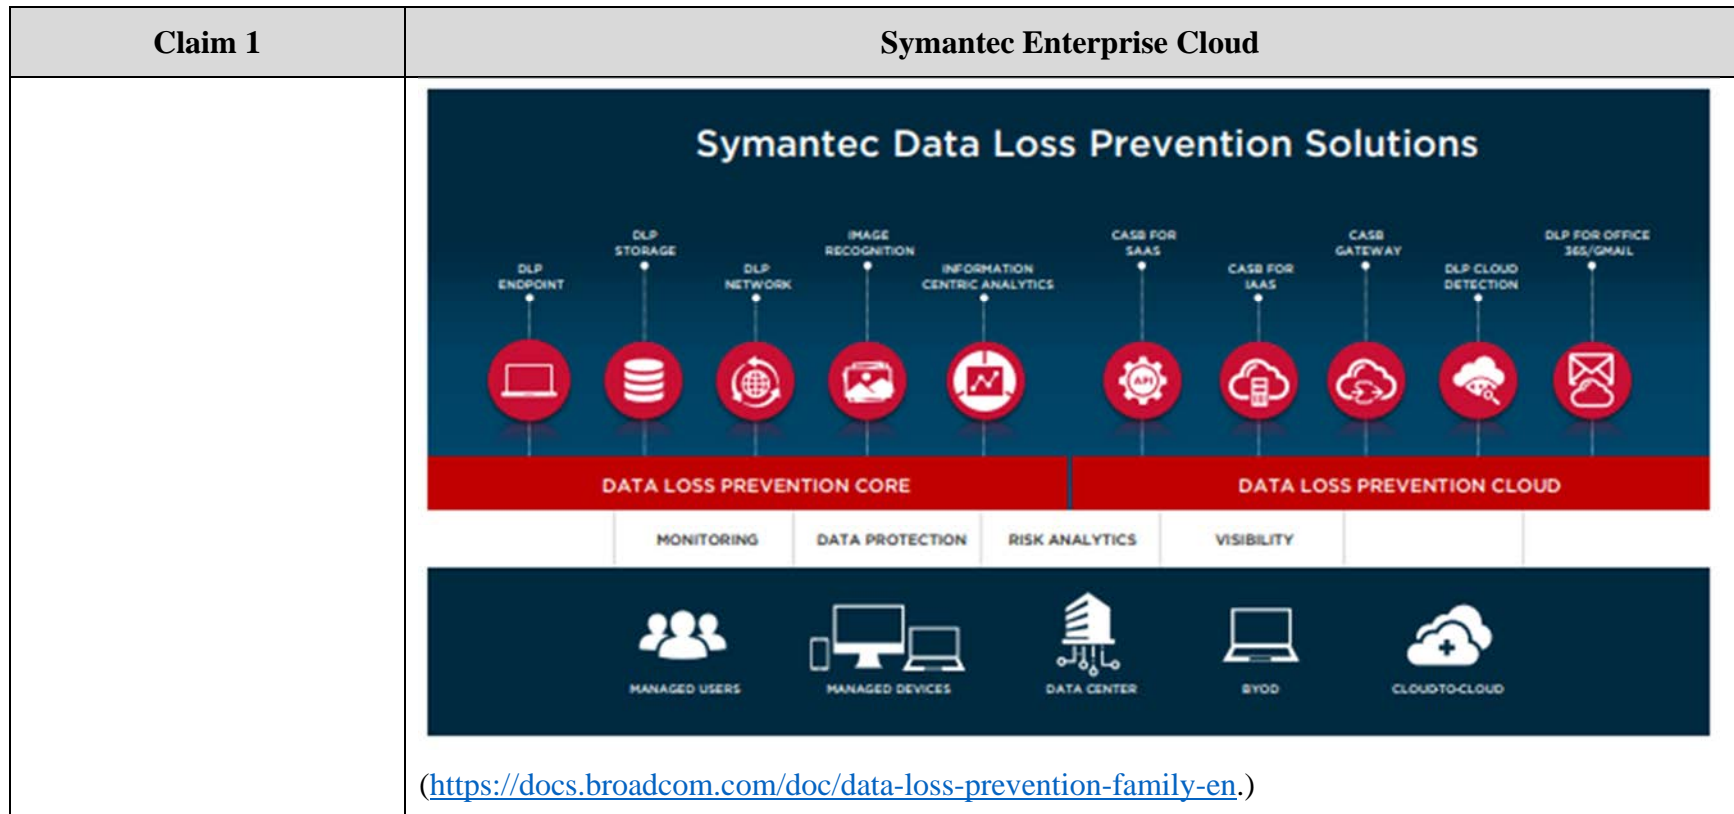 Claim 1
Symantec Enterprise Cloud
Symantec Data Loss Prevention Solutions
DLP
ENDPOINT
DLP
STORAGE
DLP
NETWORK
IMAGE
RECOGNITION
INFORMATION
CENTRIC ANALYTICS
CASB FOR
SAAS
CASB FOR
IAAS
CASB
GATEWAY
DLP CLOUD
DETECTION
DLP FOR OFFICE
365/GMAIL
API
DATA LOSS PREVENTION CORE
DATA LOSS PREVENTION CLOUD
MONITORING
DATA PROTECTION
RISK ANALYTICS
VISIBILITY
MANAGED USERS
MANAGED DEVICES
DATA CENTER
BYOD
CLOUD-TO-CLOUD
(https://docs.broadcom.com/doc/data-loss-prevention-family-en.)